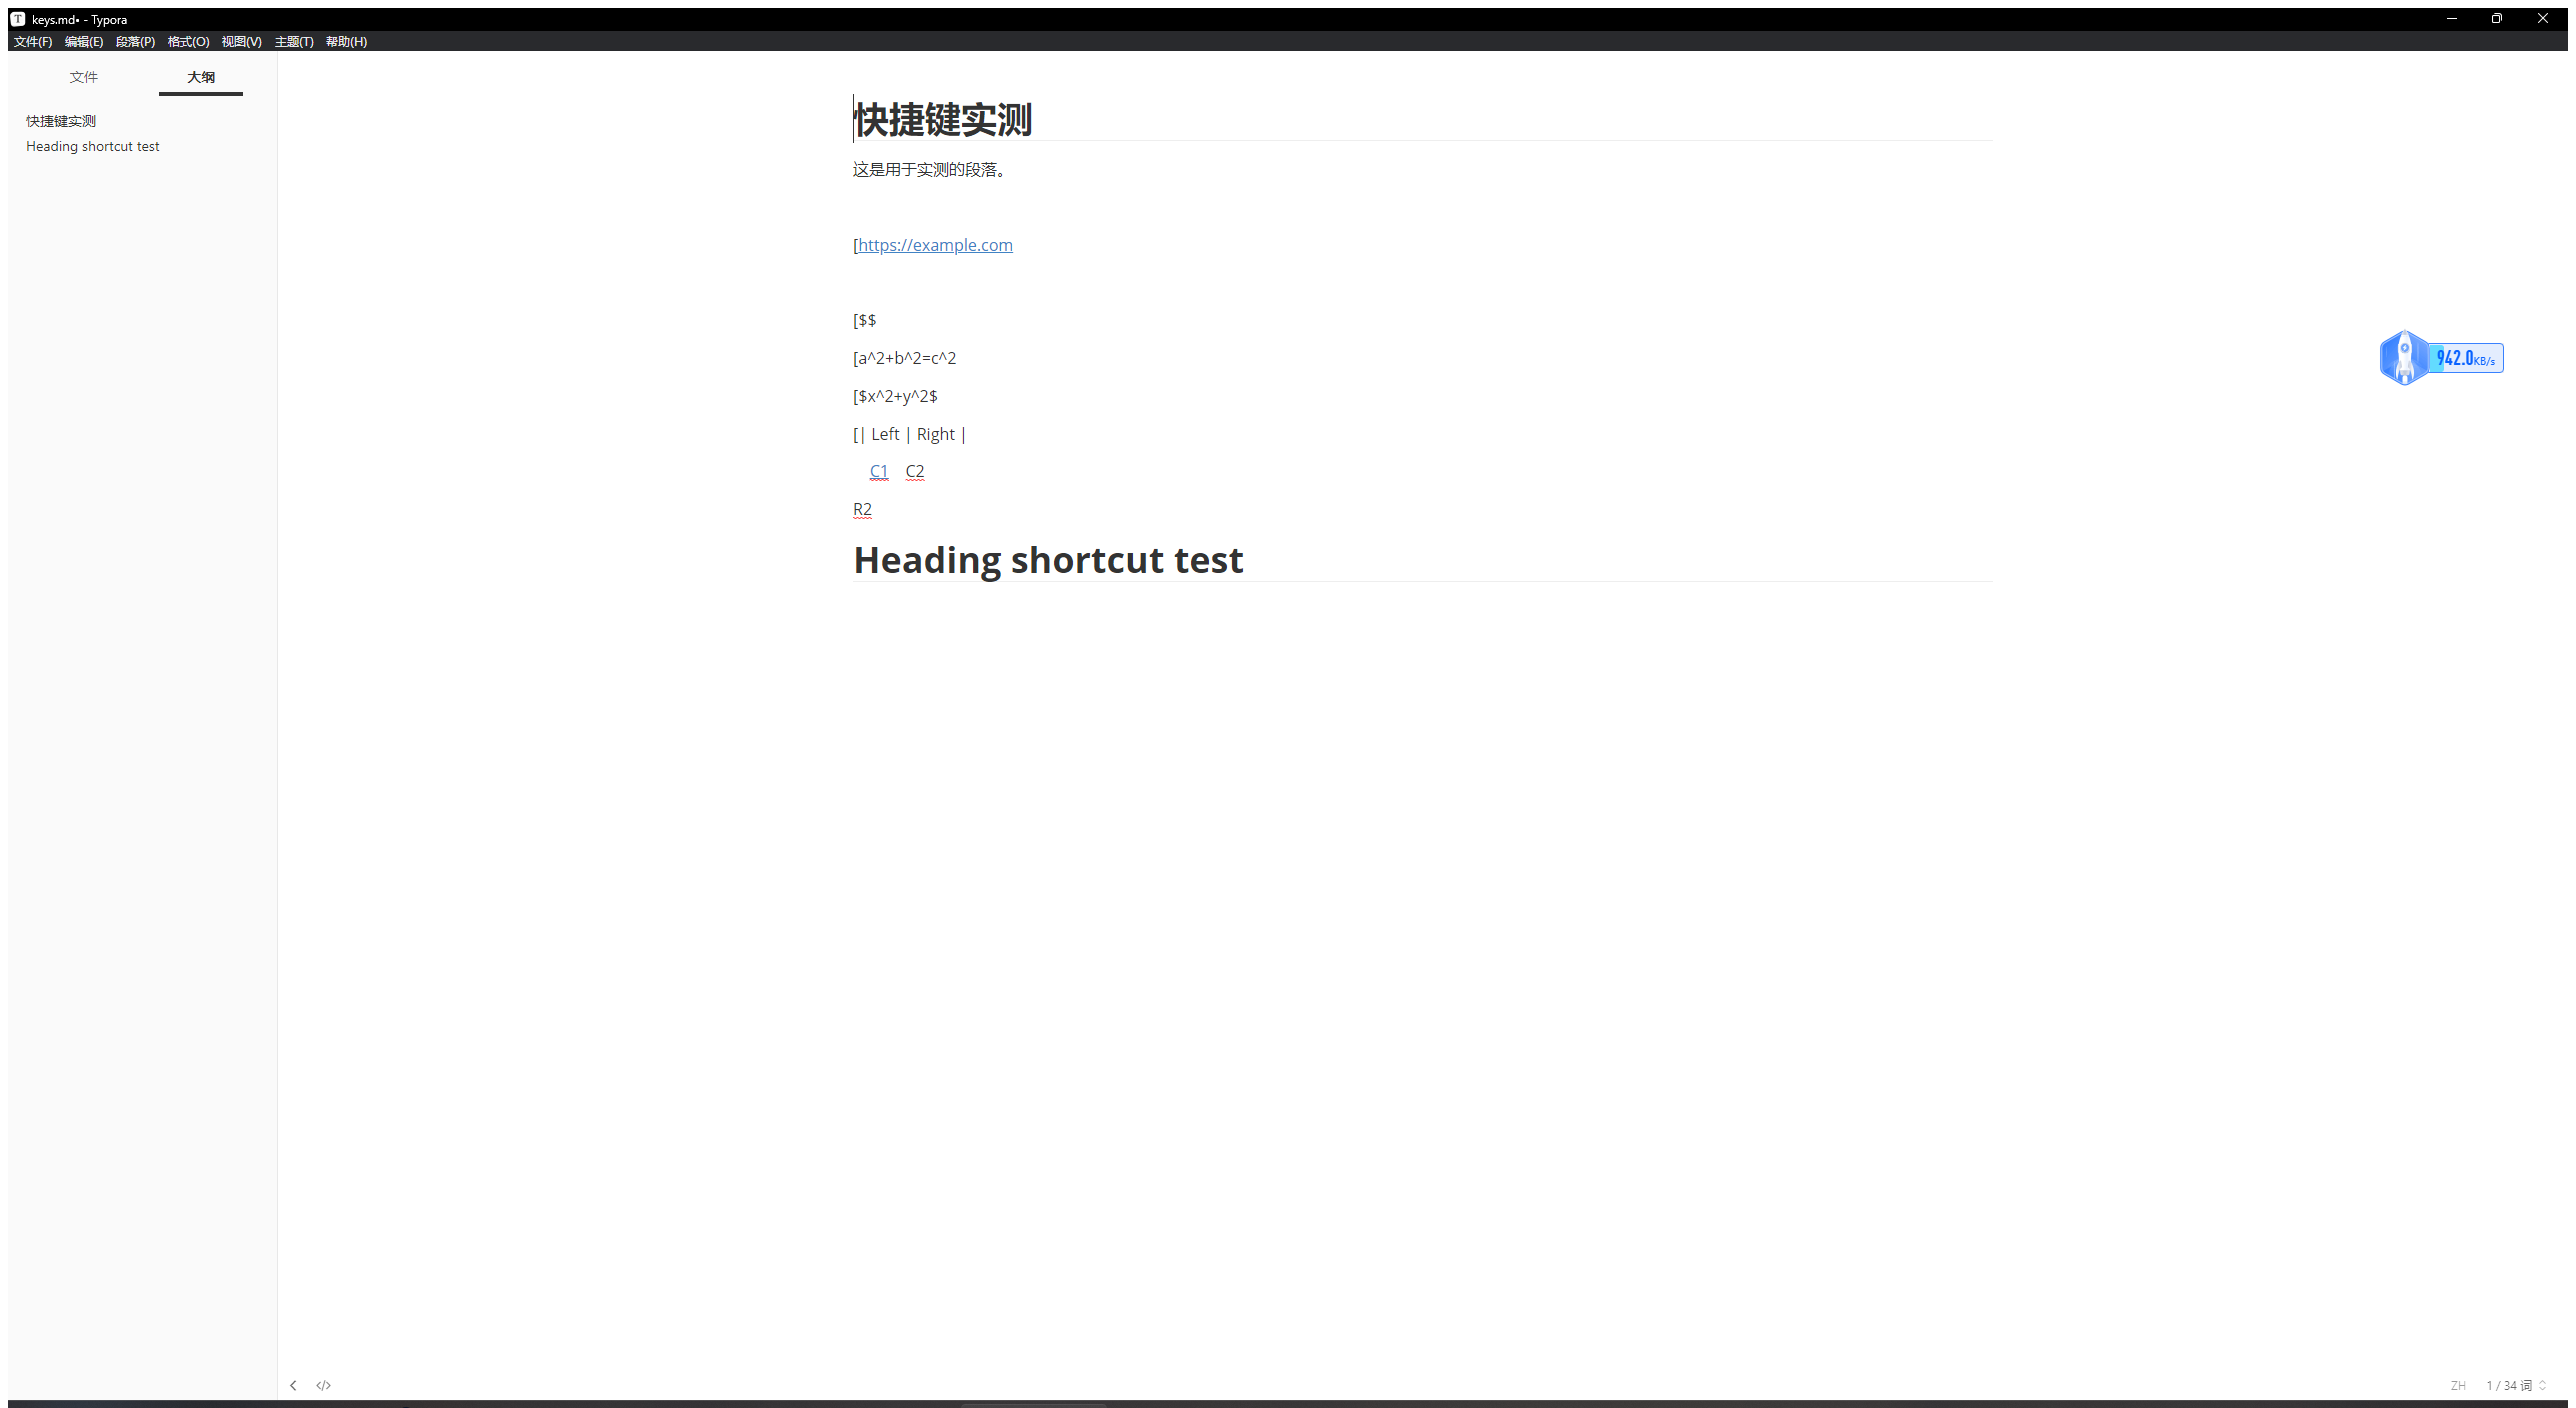 keys.md• - Typora
文件(F) 编辑(E) 段落(P) 格式(O) 视图(V) 主题(T) 帮助(H)
文件 大纲
快捷键实测
Heading shortcut test
快捷键实测
这是用于实测的段落。
[https://example.com
[$$
[a^2+b^2=c^2
[$x^2+y^2$
[| Left | Right |
C1 C2
R2
Heading shortcut test
942.0KB/s
</> ZH 1 / 34 词